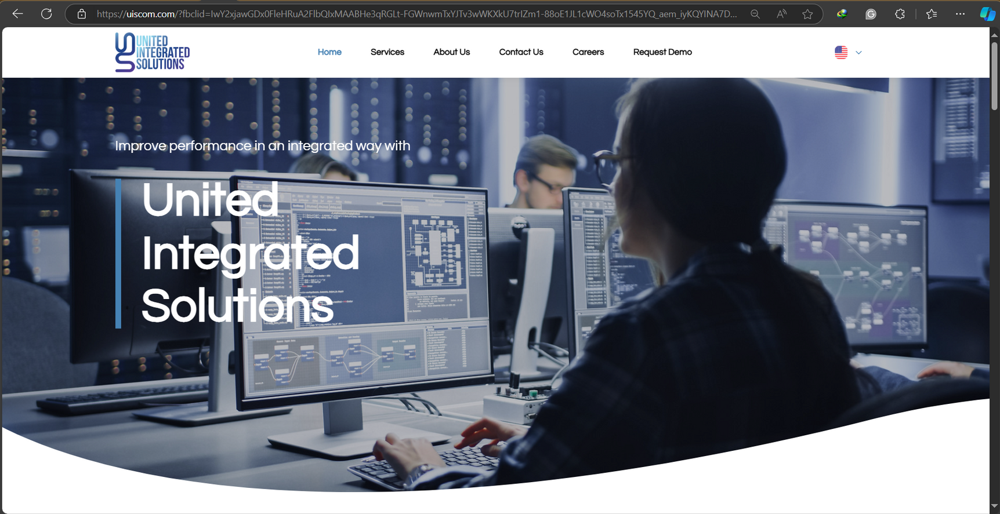 https://uiscom.com/?fbclid=IwY2xjawGDx0FleHRuA2FlbQIxMAABHe3qRGLt-FGWnwmTxYJTv3wWKXkU7trIZm1-88oE1JL1cWO4soTx1545YQ_aem_iyKQYINA7D...
UNITED
INTEGRATED
SOLUTIONS
Home Services About Us Contact Us Careers Request Demo
Improve performance in an integrated way with
United
Integrated
Solutions